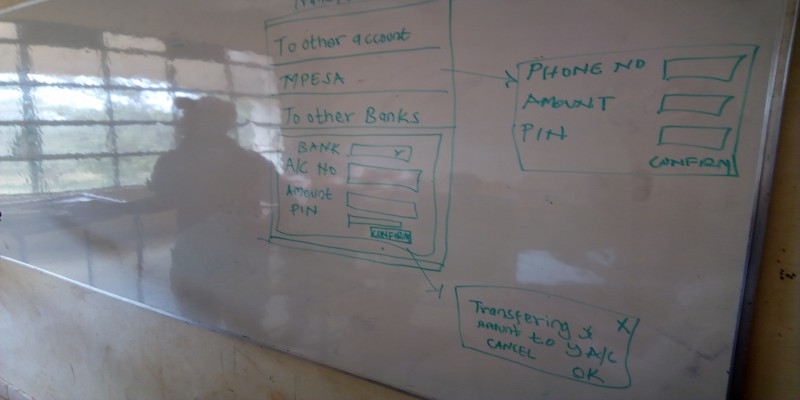 To other account
MPESA
To other Banks
BANK
A/C NO
Amount
PIN
CONFIRM
PHONE NO
AMOUNT
PIN
CONFIRM
Transfering x X
AMOUNT to Y A/C
CANCEL
OK